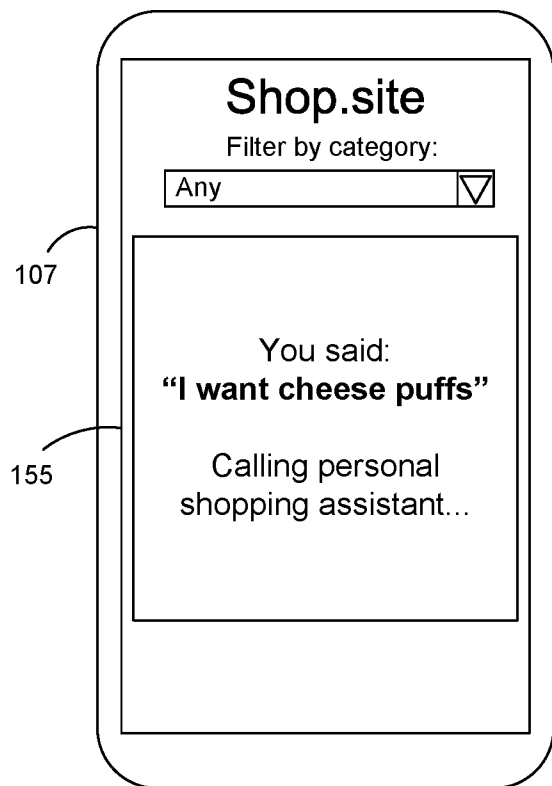 Shop.site
Filter by category:
Any
107
You said:
“I want cheese puffs”
155
Calling personal
shopping assistant...